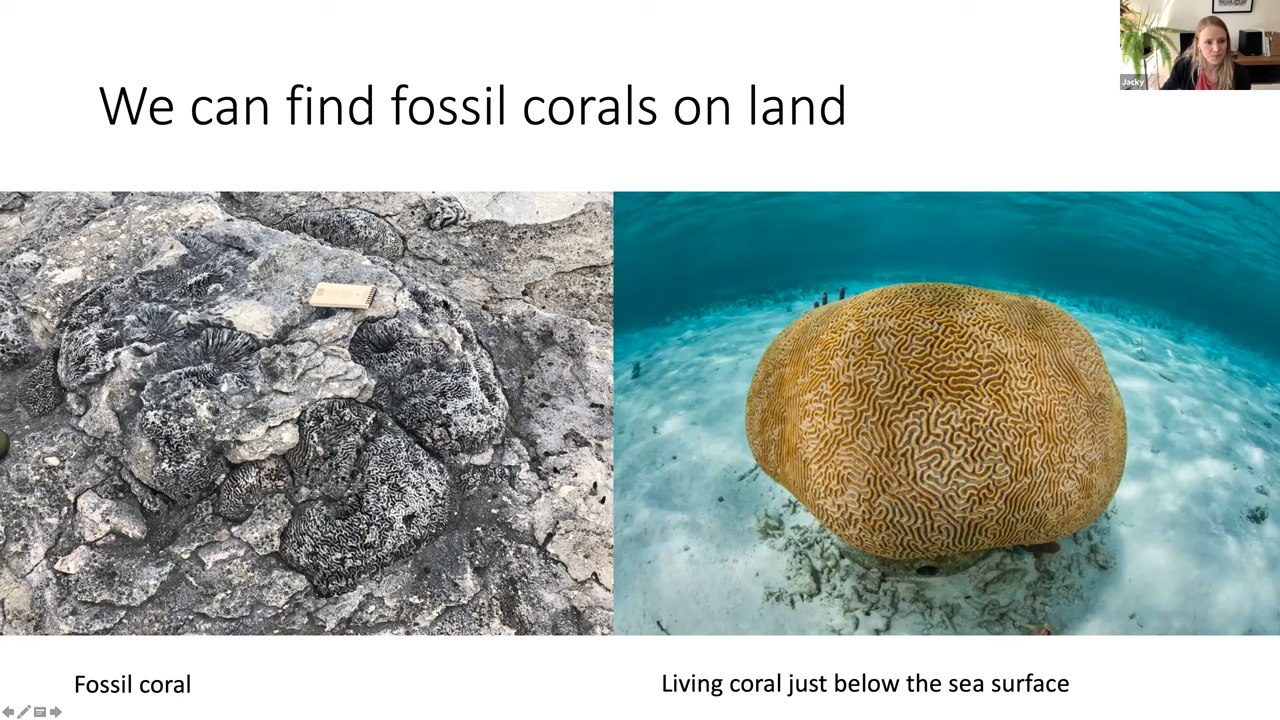 Jacky
We can find fossil corals on land
Fossil coral
Living coral just below the sea surface